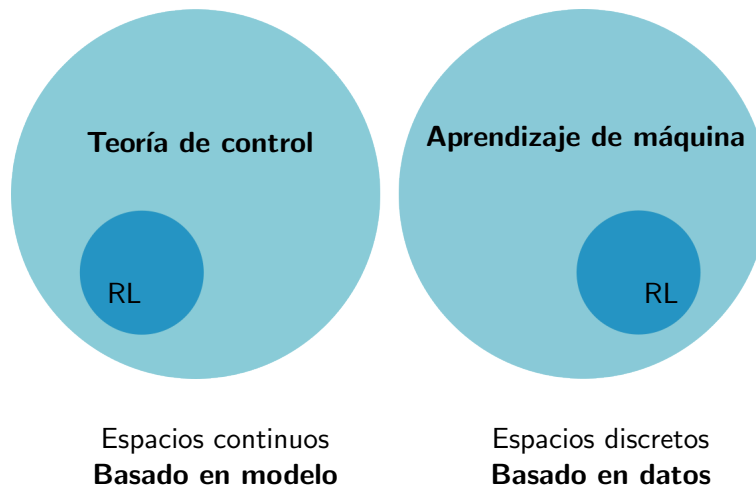 Teoría de control
RL
Espacios continuos
Basado en modelo
Aprendizaje de máquina
RL
Espacios discretos
Basado en datos